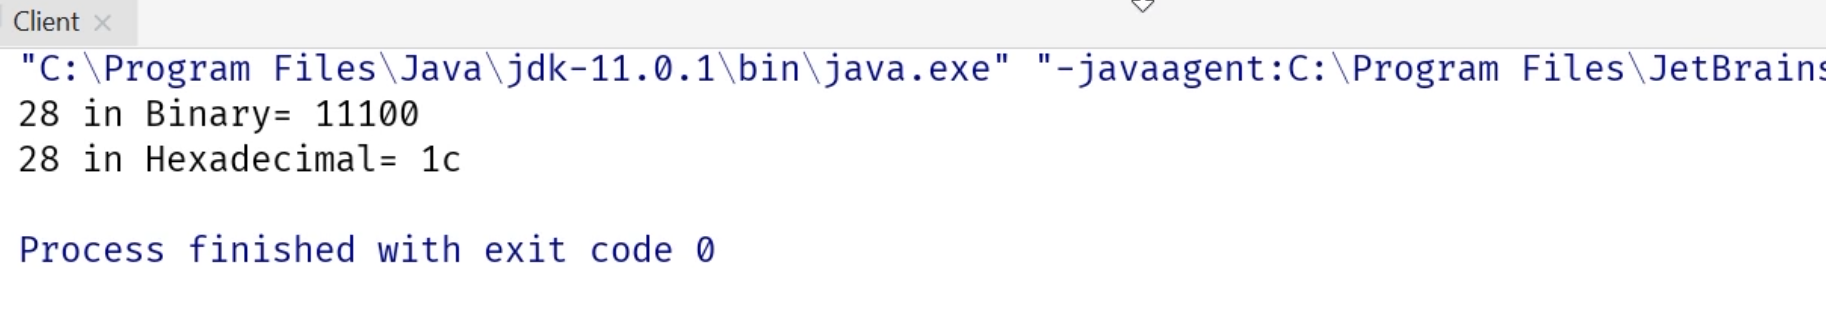 Client
"C:\Program Files\Java\jdk-11.0.1\bin\java.exe" "-javaagent:C:\Program Files\JetBrains
28 in Binary= 11100
28 in Hexadecimal= 1c
Process finished with exit code 0